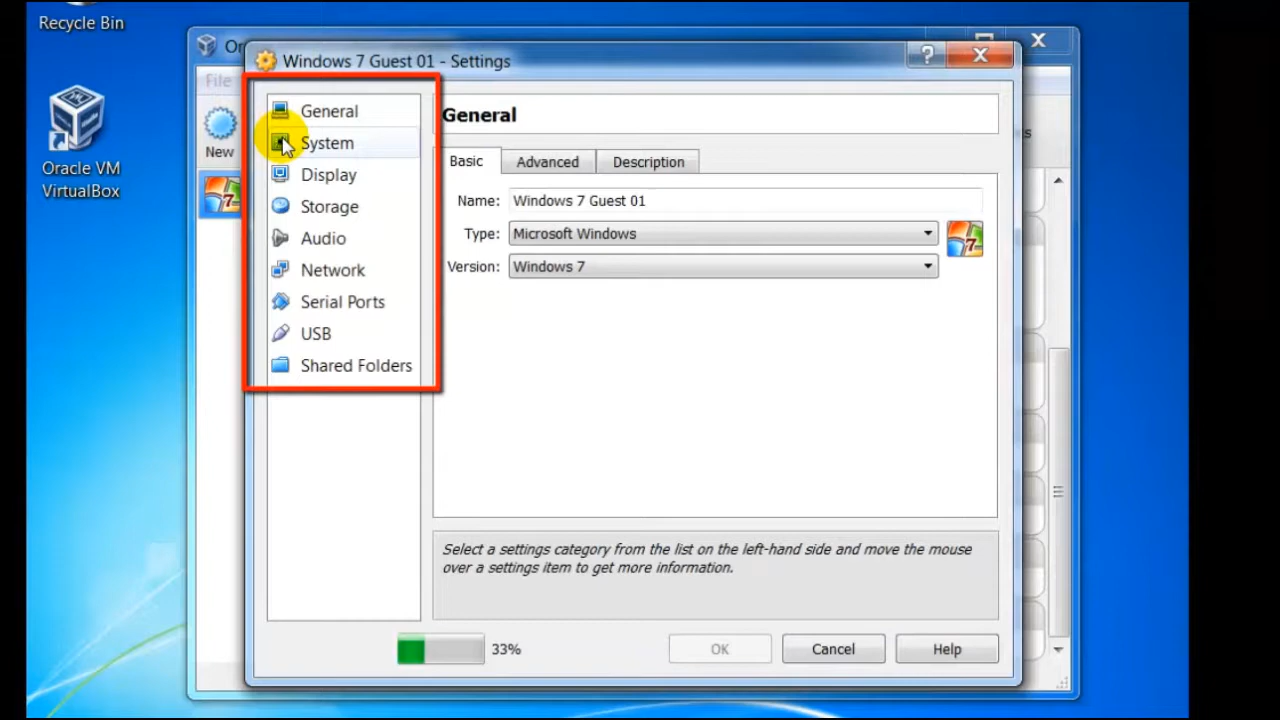 Recycle Bin
Oracle VM
VirtualBox
Or
Windows 7 Guest 01 - Settings
File
New
General
System
Display
Storage
Audio
Network
Serial Ports
USB
Shared Folders
General
Basic Advanced Description
Name: Windows 7 Guest 01
Type: Microsoft Windows
Version: Windows 7
Select a settings category from the list on the left-hand side and move the mouse
over a settings item to get more information.
33% OK Cancel Help